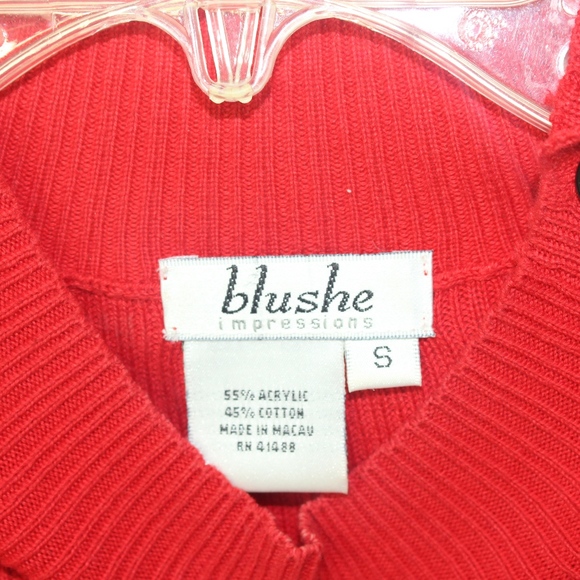 blushe
impressions
S
55% ACRYLIC
45% COTTON
MADE IN MACAU
RN 41488